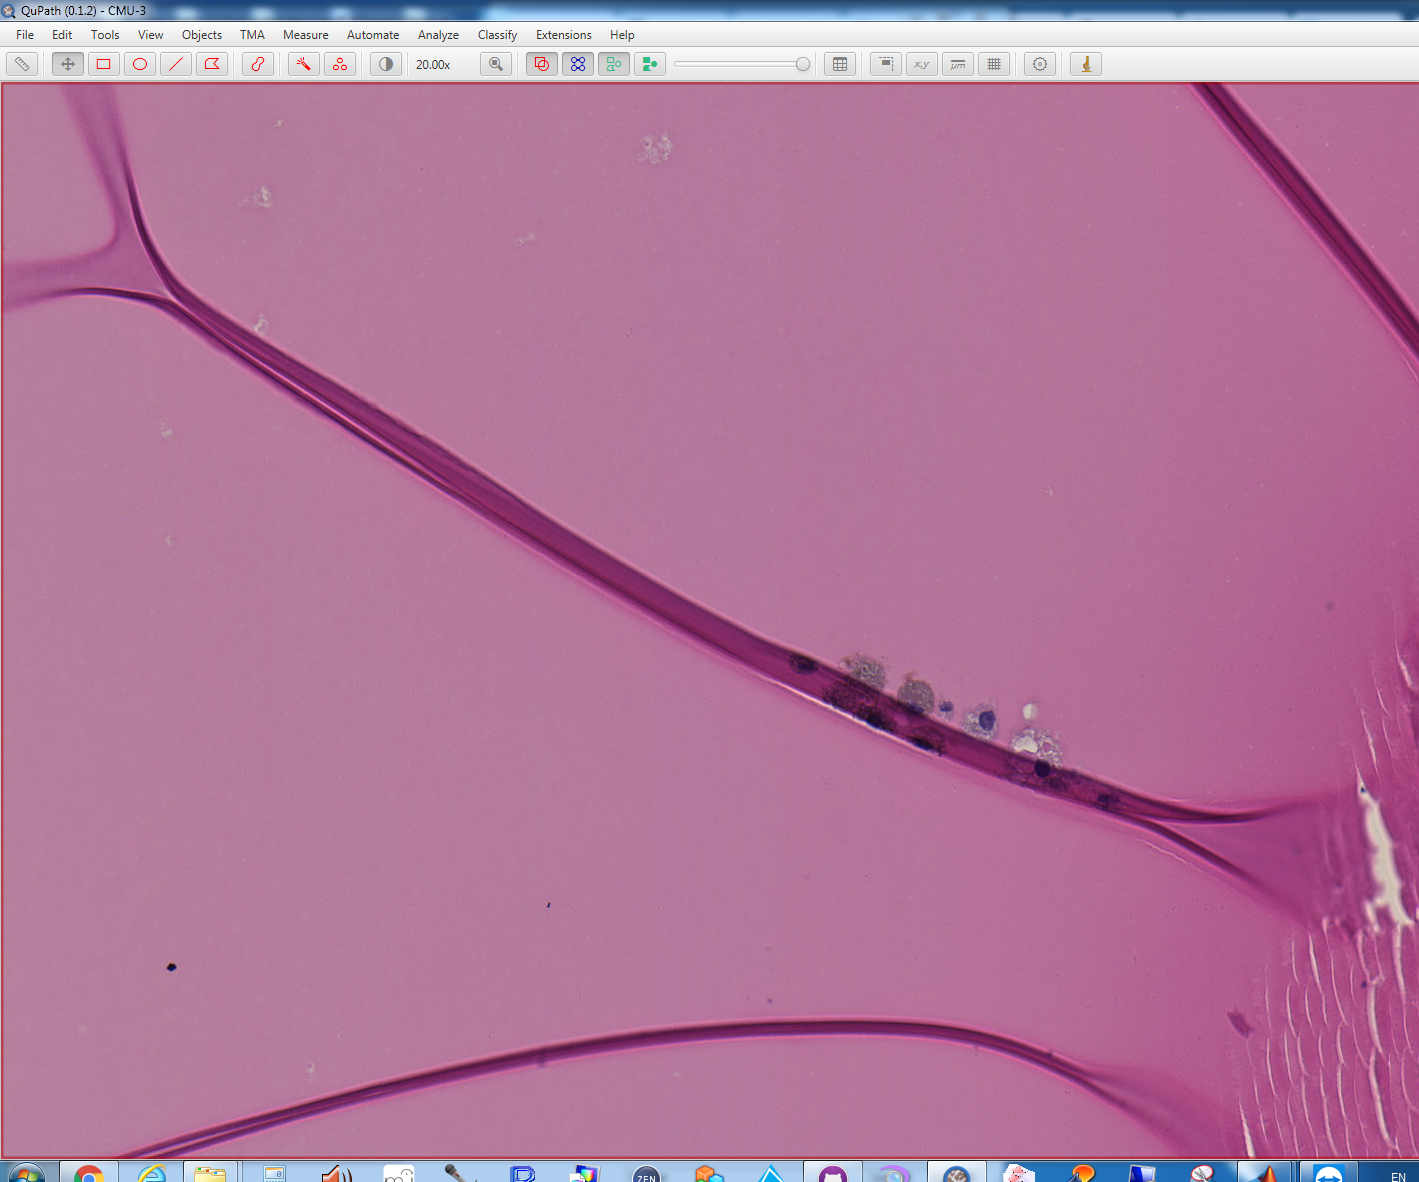 QuPath (0.1.2) - CMU-3
File Edit Tools View Objects TMA Measure Automate Analyze Classify Extensions Help
20.00x x,y μm
ZEN EN